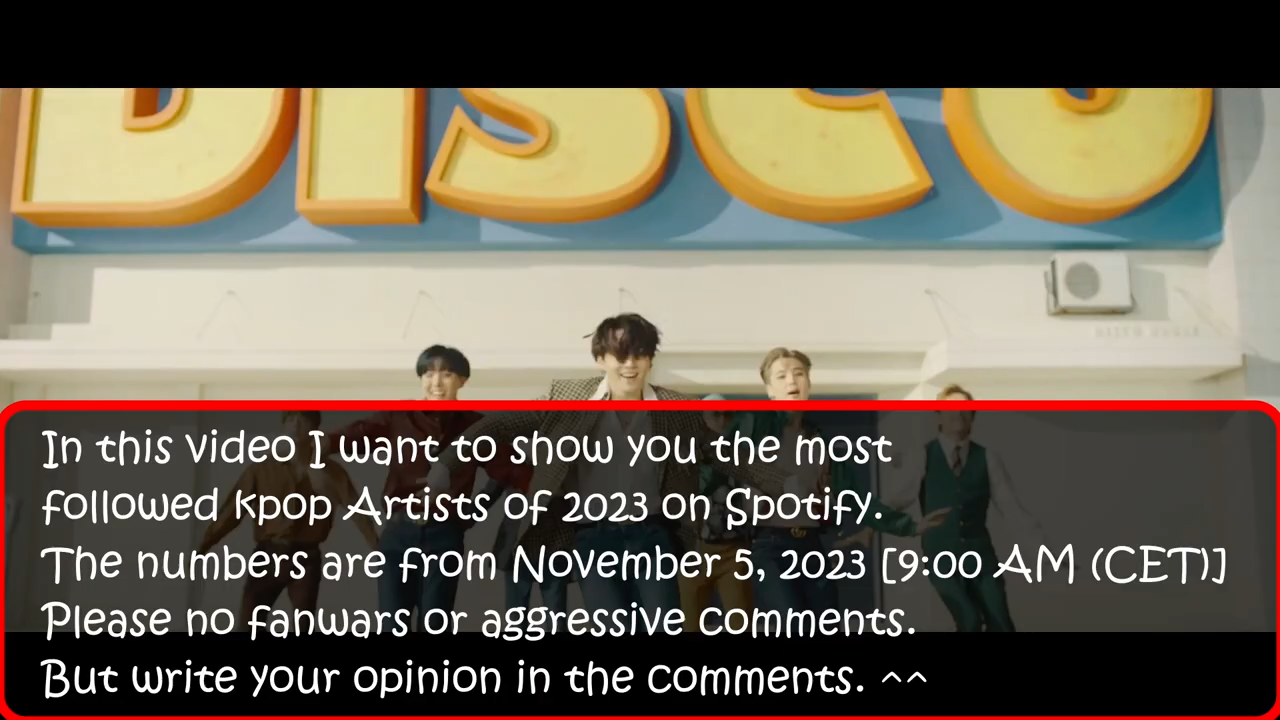 DISCO
In this video I want to show you the most
followed kpop Artists of 2023 on Spotify.
The numbers are from November 5, 2023 [9:00 AM (CET)]
Please no fanwars or aggressive comments.
But write your opinion in the comments. ^^